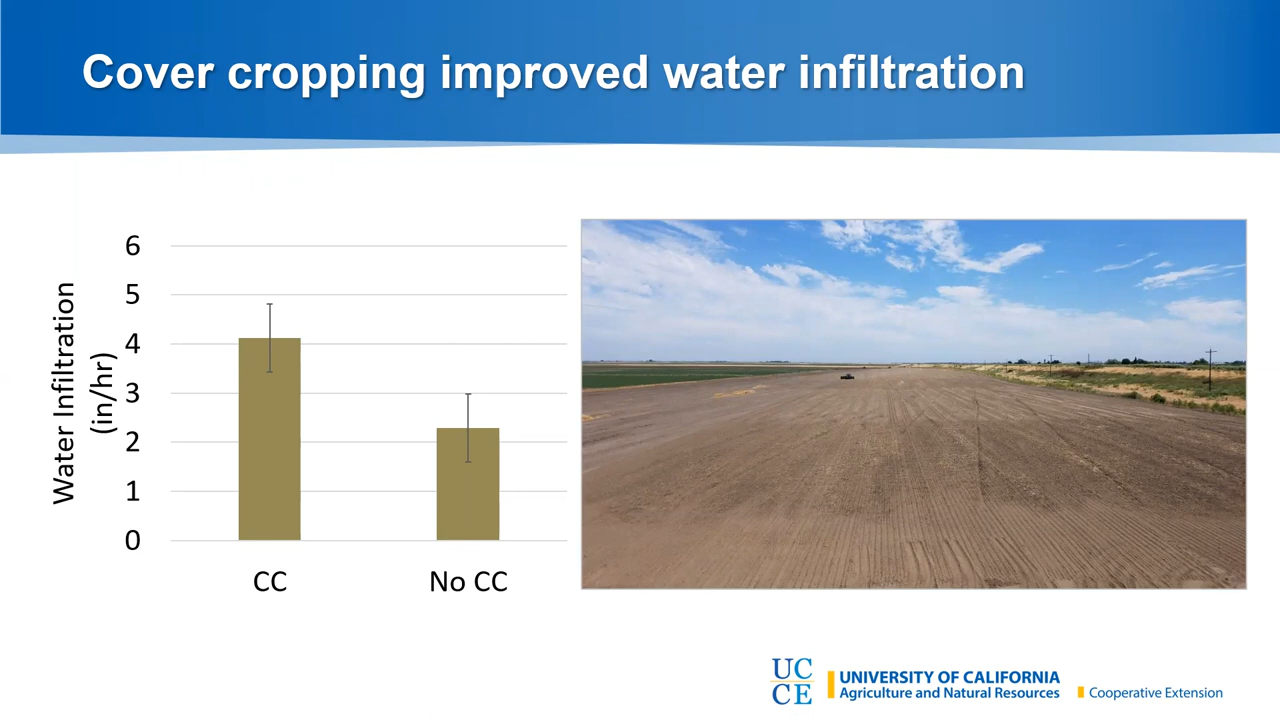 Cover cropping improved water infiltration
Water Infiltration
(in/hr)
6
5
4
3
2
1
0
CC
No CC
UC
CE
UNIVERSITY OF CALIFORNIA
Agriculture and Natural Resources
Cooperative Extension